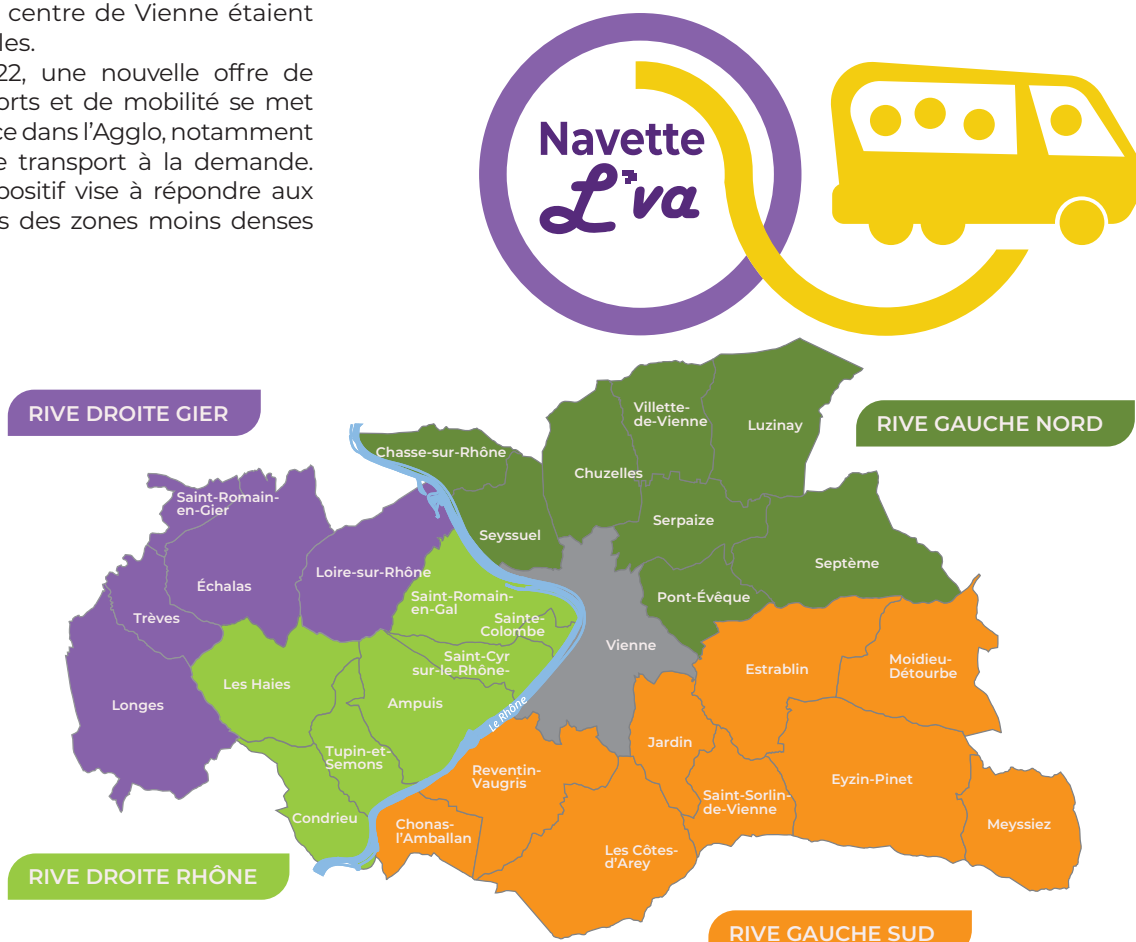 centre de Vienne étaient
les.
22, une nouvelle offre de
orts et de mobilité se met
ce dans l'Agglo, notamment
e transport à la demande.
positif vise à répondre aux
s des zones moins denses
Navette
L'va
RIVE DROITE GIER
RIVE GAUCHE NORD
Villette-
de-Vienne
Luzinay
Chasse-sur-Rhône
Chuzelles
Saint-Romain-
en-Gier
Serpaize
Seyssuel
Septème
Loire-sur-Rhône
Échalas
Saint-Romain-
en-Gal
Pont-Évêque
Trèves
Sainte-
Colombe
Vienne
Saint-Cyr
sur-le-Rhône-
Estrablin
Moidieu-
Détourbe
Les Haies
Ampuis
Longes
Le Rhône
Jardin
Tupin-et-
Semons
Reventin-
Vaugris
Eyzin-Pinet
Saint-Sorlin-
de-Vienne
Condrieu
Chonas-
l'Amballan
Meyssiez
Les Côtes-
d'Arey
RIVE DROITE RHÔNE
RIVE GAUCHE SUD